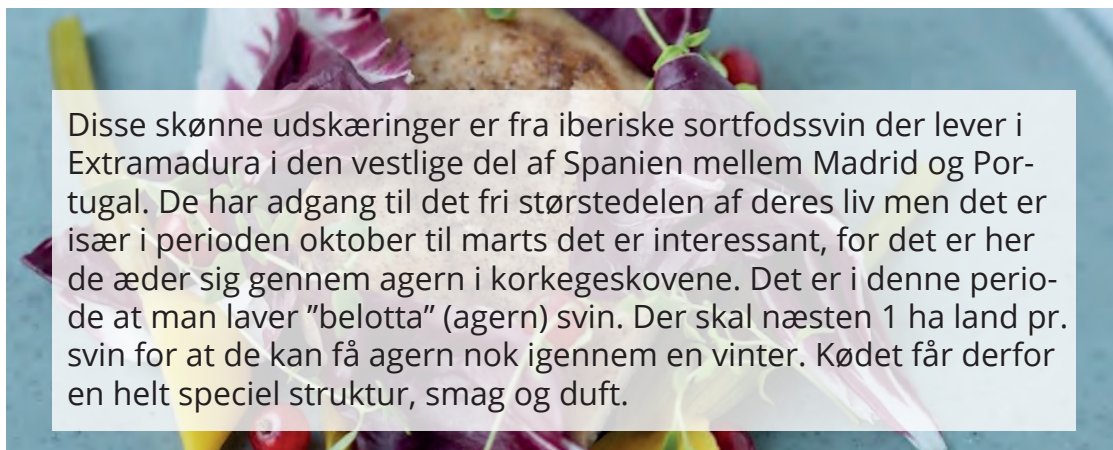 Disse skønne udskæringer er fra iberiske sortfodssvin der lever i
Extramadura i den vestlige del af Spanien mellem Madrid og Por-
tugal. De har adgang til det fri størstedelen af deres liv men det er
især i perioden oktober til marts det er interessant, for det er her
de æder sig gennem agern i korkegeskovene. Det er i denne perio-
de at man laver ”belotta” (agern) svin. Der skal næsten 1 ha land pr.
svin for at de kan få agern nok igennem en vinter. Kødet får derfor
en helt speciel struktur, smag og duft.